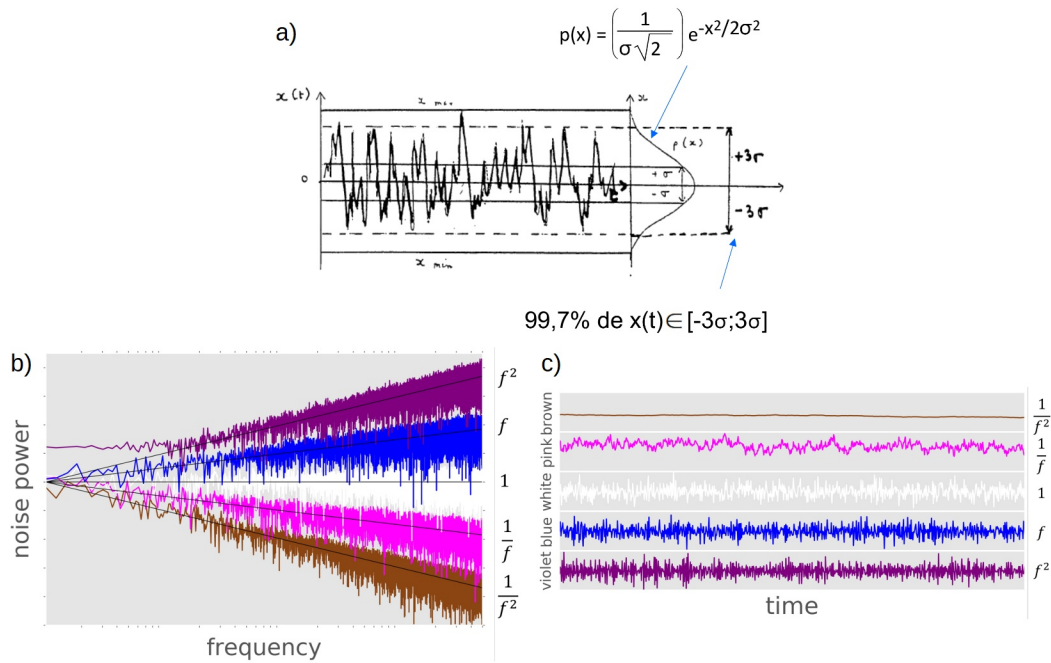 a)
p(x) = (1/σ√2) e-x²/2σ²
x(t)
x max
x
p(x)
+3σ
+σ
0
t
-σ
-3σ
x min
99,7% de x(t)∈[-3σ;3σ]
b)
noise power
f²
f
1
1/f
1/f²
frequency
c)
violet blue white pink brown
1/f²
1/f
1
f
f²
time